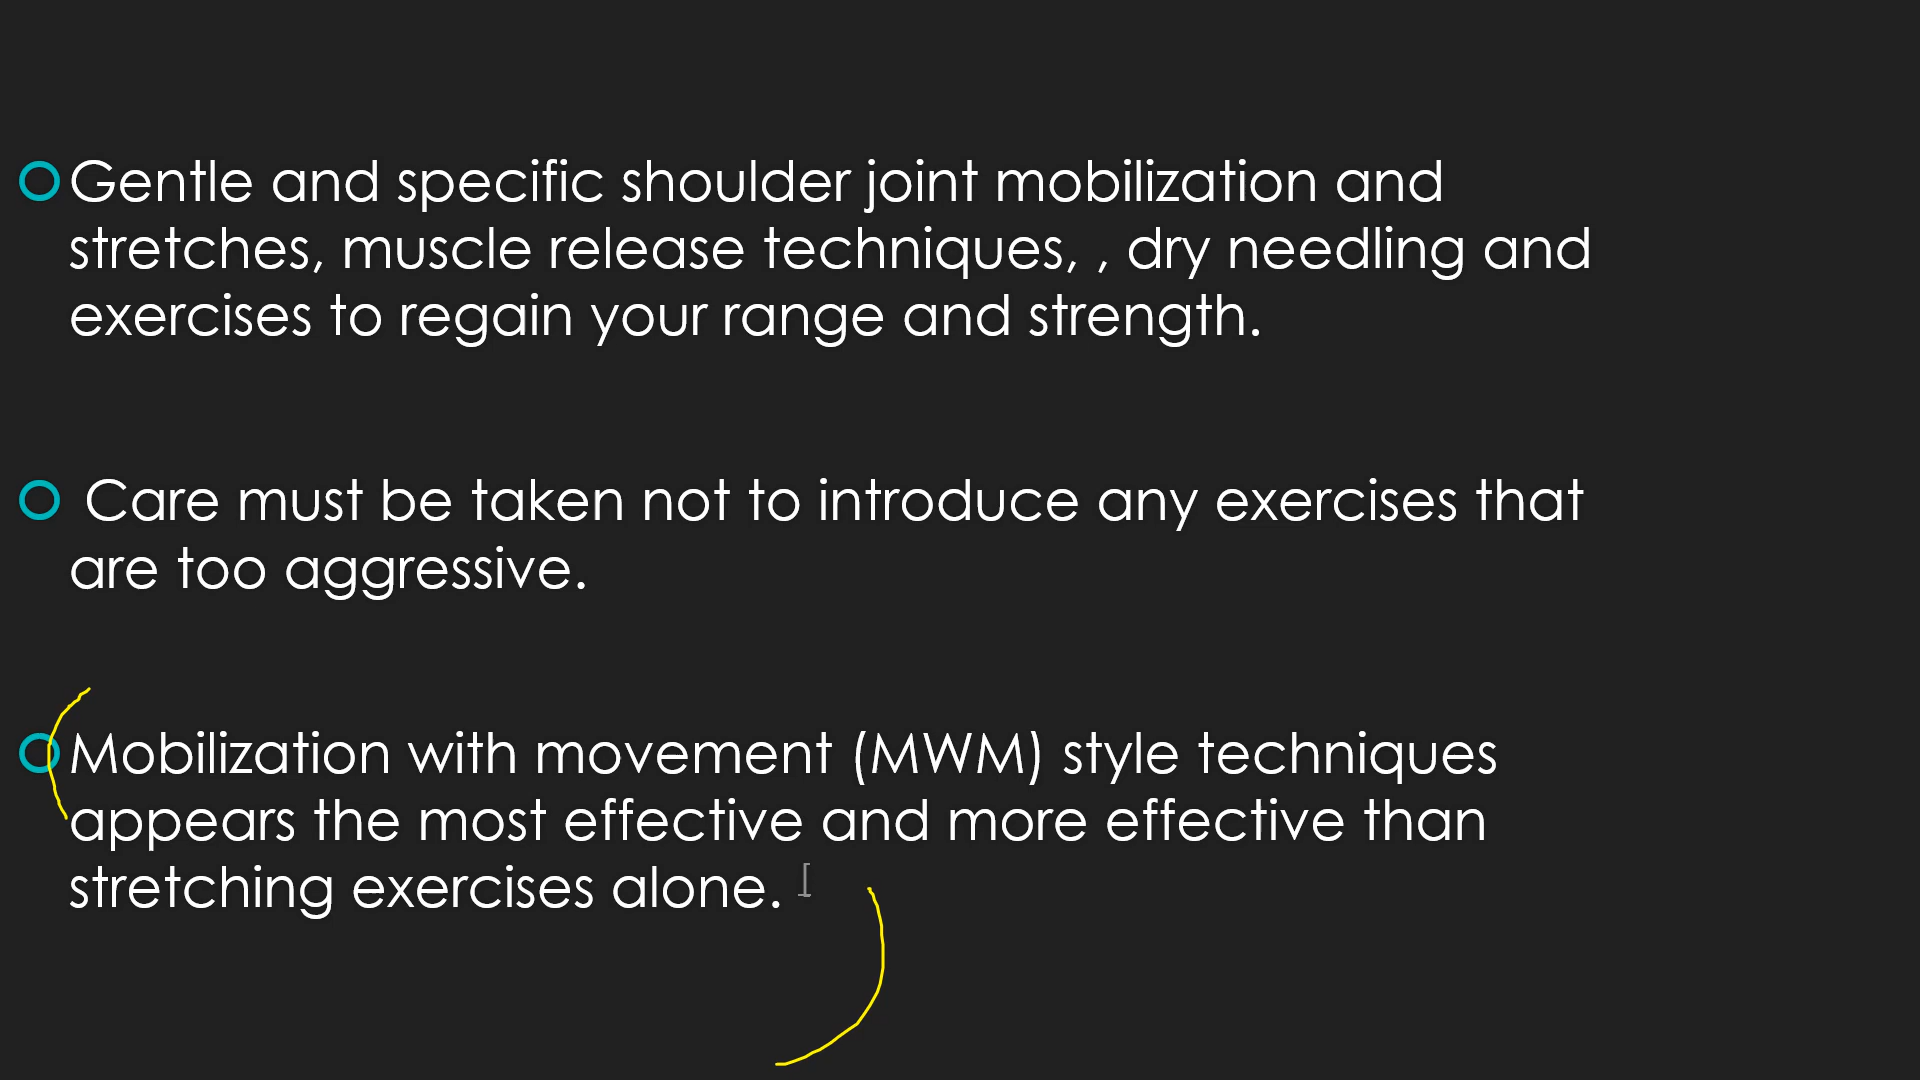 Gentle and specific shoulder joint mobilization and
stretches, muscle release techniques, , dry needling and
exercises to regain your range and strength.
Care must be taken not to introduce any exercises that
are too aggressive.
Mobilization with movement (MWM) style techniques
appears the most effective and more effective than
stretching exercises alone.